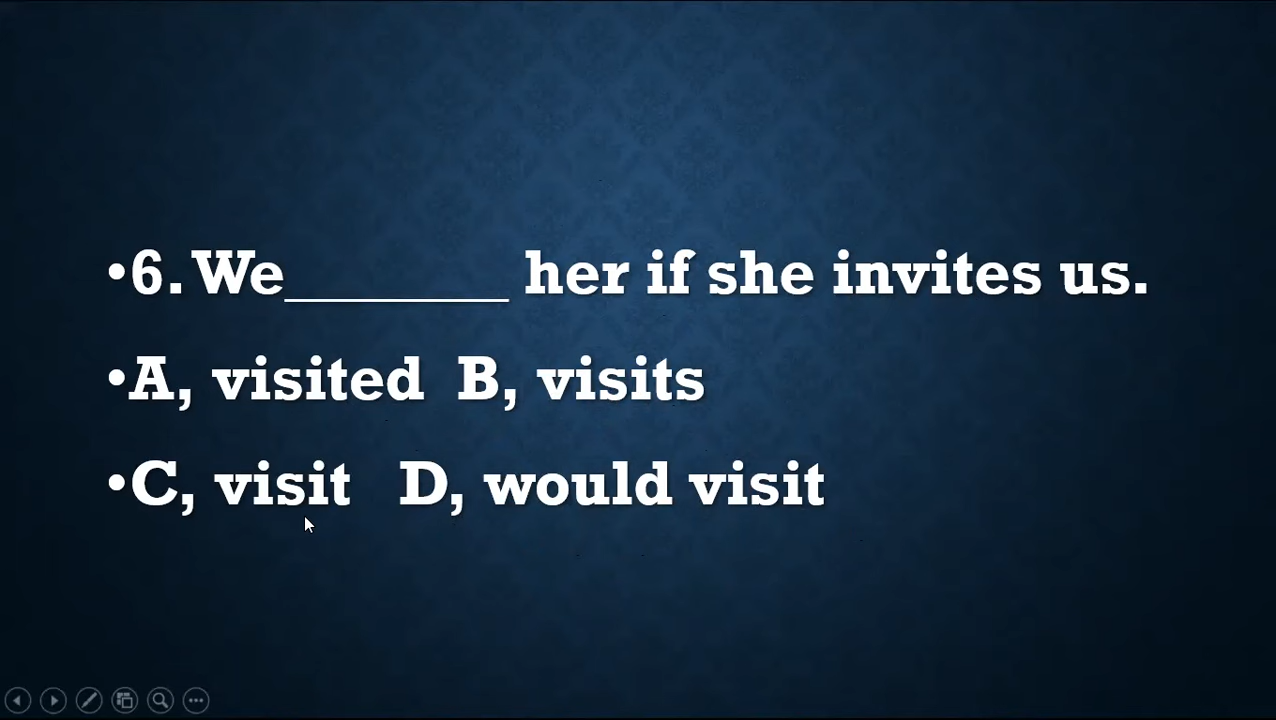 •6. We________ her if she invites us.
•A, visited B, visits
•C, visit D, would visit